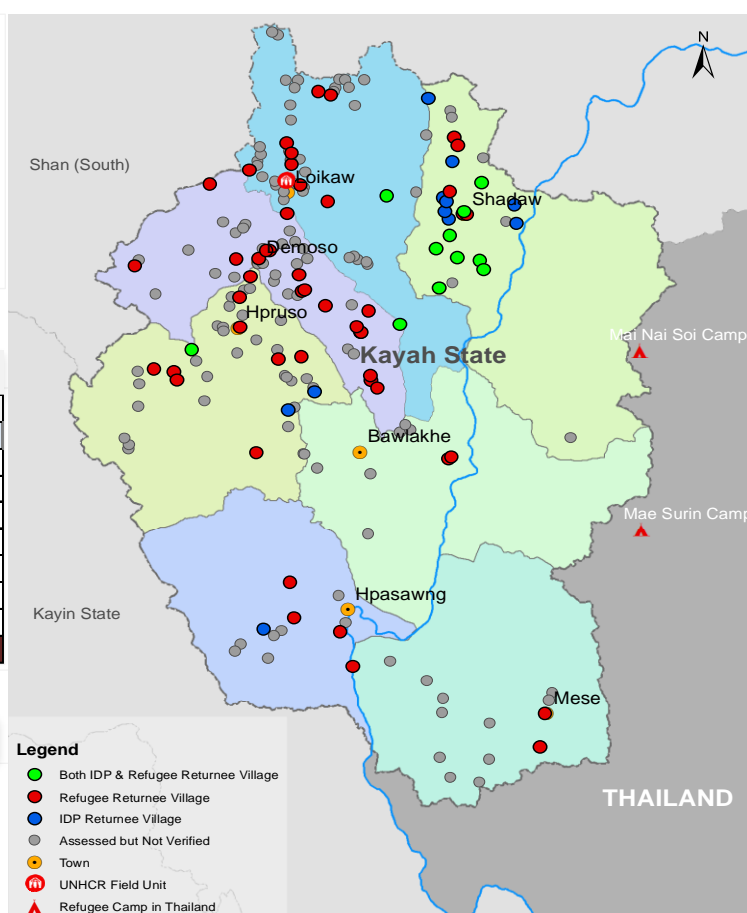 N
Shan (South)
Loikaw
Shadaw
Demoso
Hpruso
Mai Nai Soi Camp
Kayah State
Bawlakhe
Mae Surin Camp
Hpasawng
Kayin State
Mese
THAILAND
Legend
Both IDP & Refugee Returnee Village
Refugee Returnee Village
IDP Returnee Village
Assessed but Not Verified
Town
UNHCR Field Unit
Refugee Camp in Thailand